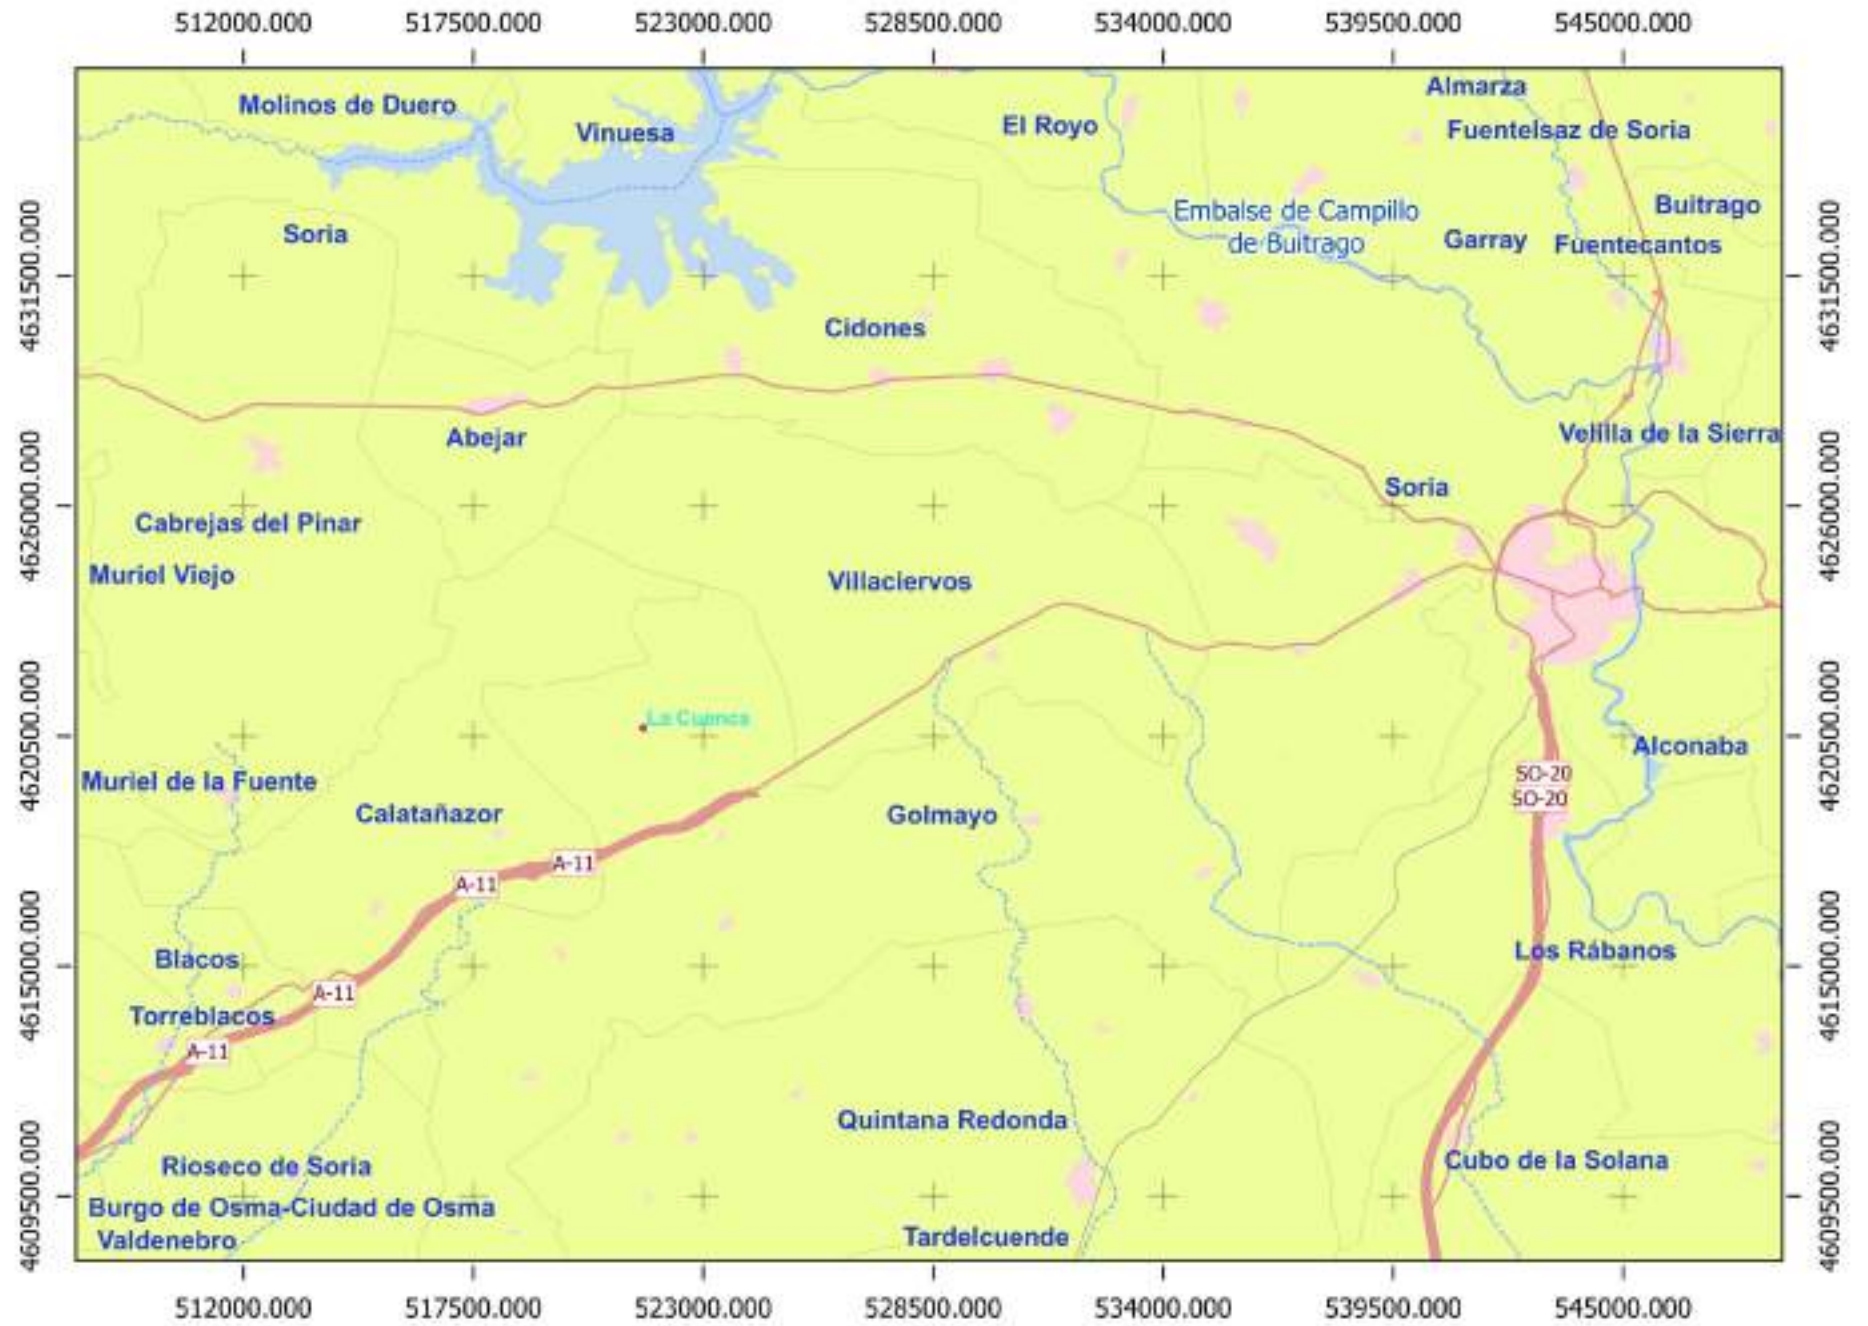 512000.000 517500.000 523000.000 528500.000 534000.000 539500.000 545000.000
Almarza
Molinos de Duero
Vinuesa
El Royo
Fuentelsaz de Soria
Buitrago
Embalse de Campillo
de Buitrago
Soria
Garray
Fuentecantos
4631500.000
4631500.000
Cidones
Abejar
Velilla de la Sierra
Soria
4626000.000
4626000.000
Cabrejas del Pinar
Muriel Viejo
Villaciervos
La Cuenca
4620500.000
4620500.000
Alconaba
SO-20
SO-20
Muriel de la Fuente
Calatañazor
Golmayo
A-11
A-11
Blacos
Los Rábanos
4615000.000
4615000.000
A-11
Torreblacos
A-11
Quintana Redonda
Cubo de la Solana
Rioseco de Soria
4609500.000
4609500.000
Burgo de Osma-Ciudad de Osma
Valdenebro
Tardelcuende
512000.000 517500.000 523000.000 528500.000 534000.000 539500.000 545000.000